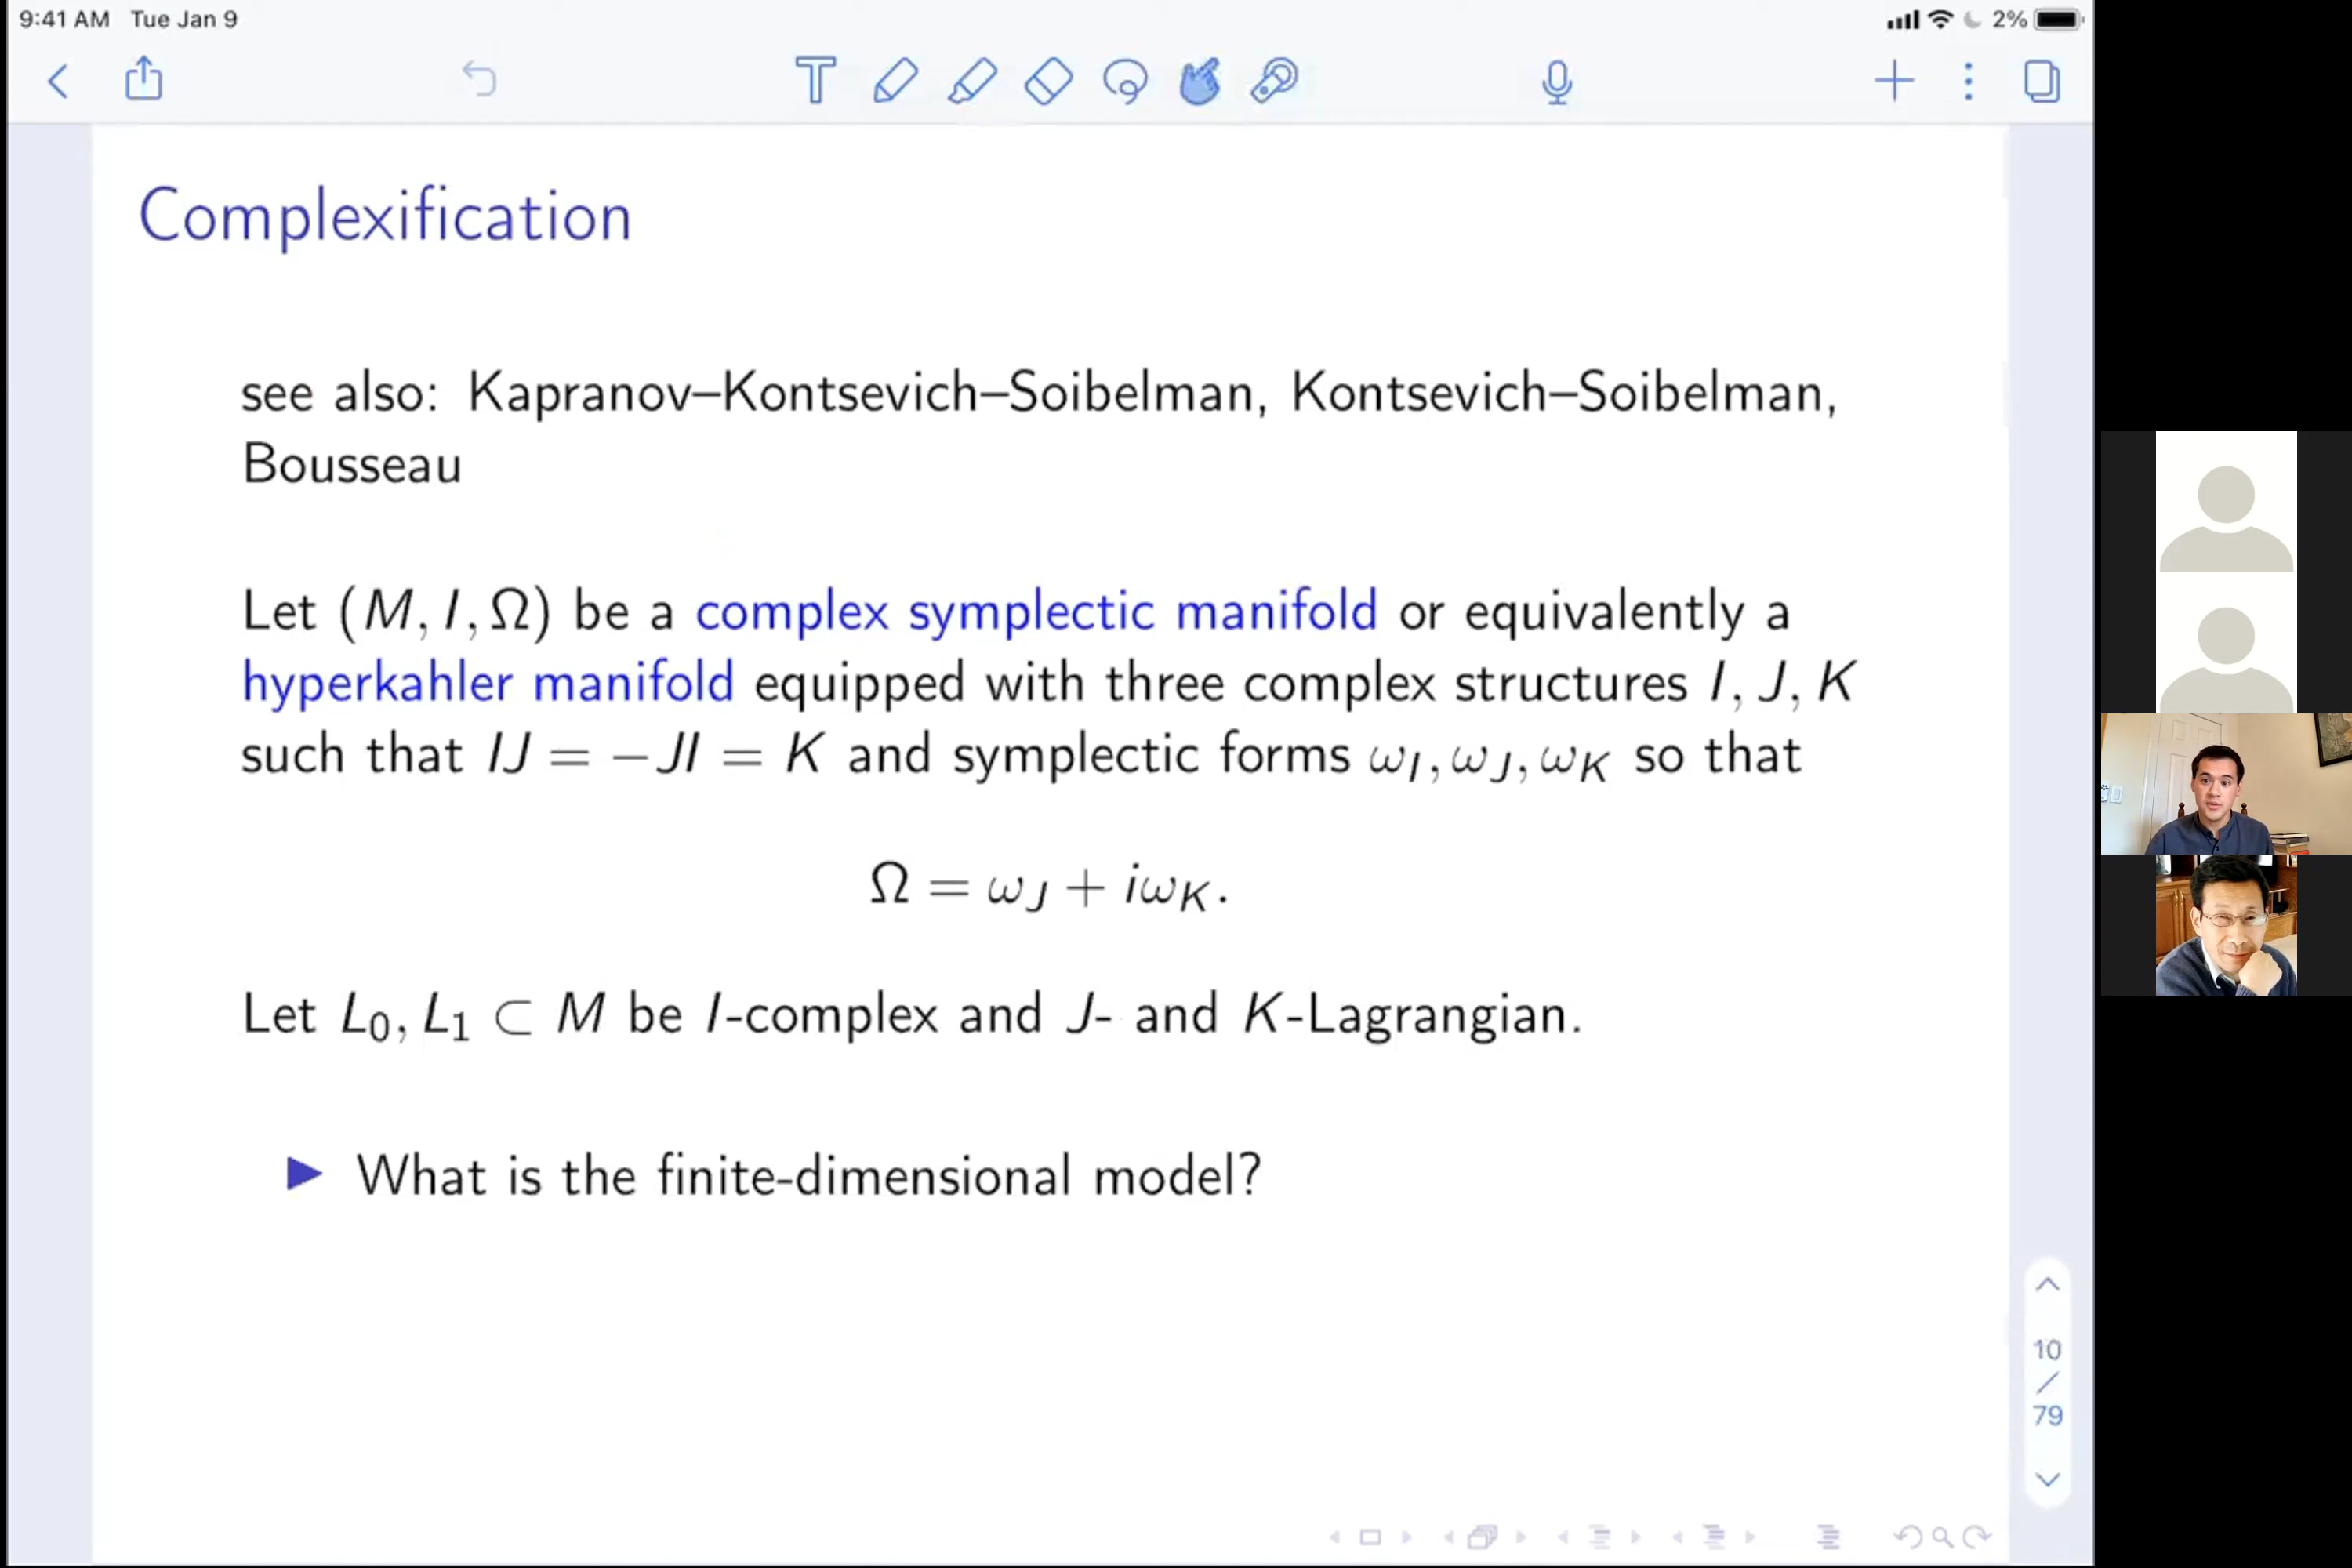 9:41 AM Tue Jan 9
2%
Complexification
see also: Kapranov–Kontsevich–Soibelman, Kontsevich–Soibelman,
Bousseau
Let (M, I, Ω) be a complex symplectic manifold or equivalently a
hyperkahler manifold equipped with three complex structures I, J, K
such that IJ = −JI = K and symplectic forms ω_I, ω_J, ω_K so that
Ω = ω_J + iω_K.
Let L₀, L₁ ⊂ M be I-complex and J- and K-Lagrangian.
▶ What is the finite-dimensional model?
10
/
79